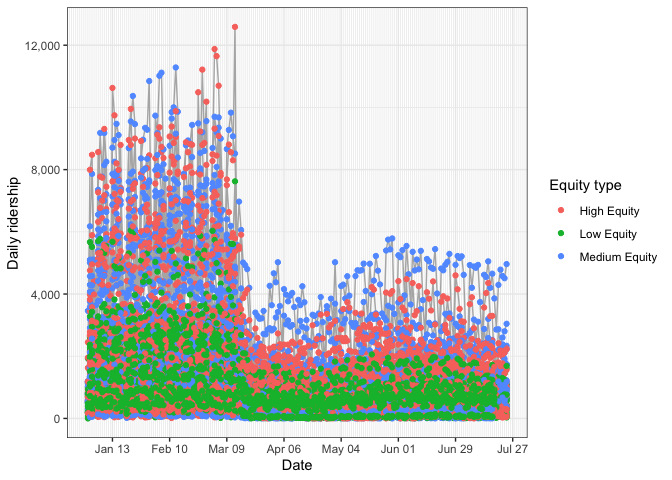 12,000
8,000
4,000
0
Daily ridership
Jan 13 Feb 10 Mar 09 Apr 06 May 04 Jun 01 Jun 29 Jul 27
Date
Equity type
High Equity
Low Equity
Medium Equity